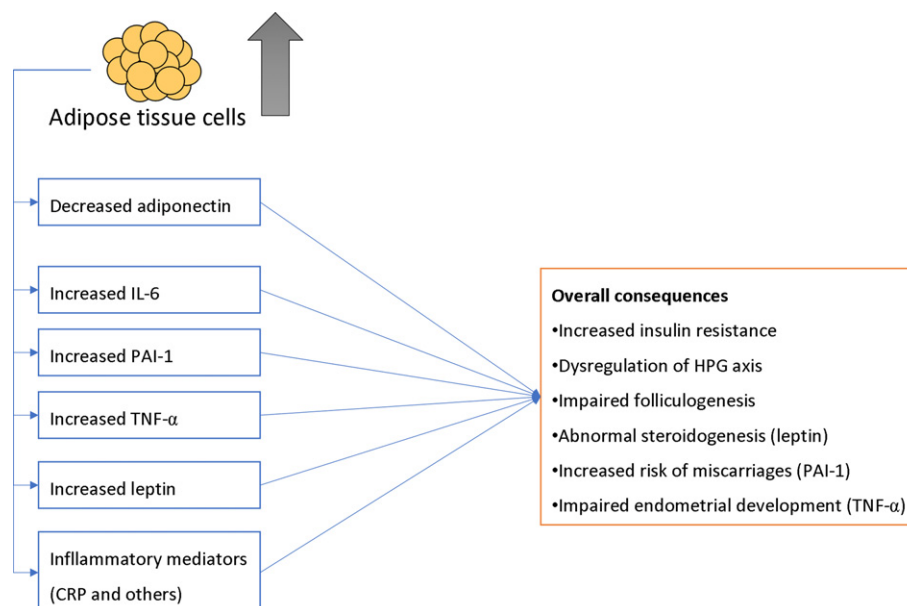 Adipose tissue cells
Decreased adiponectin
Increased IL-6
Increased PAI-1
Increased TNF-α
Increased leptin
Infllammatory mediators
(CRP and others)
Overall consequences
•Increased insulin resistance
•Dysregulation of HPG axis
•Impaired folliculogenesis
•Abnormal steroidogenesis (leptin)
•Increased risk of miscarriages (PAI-1)
•Impaired endometrial development (TNF-α)